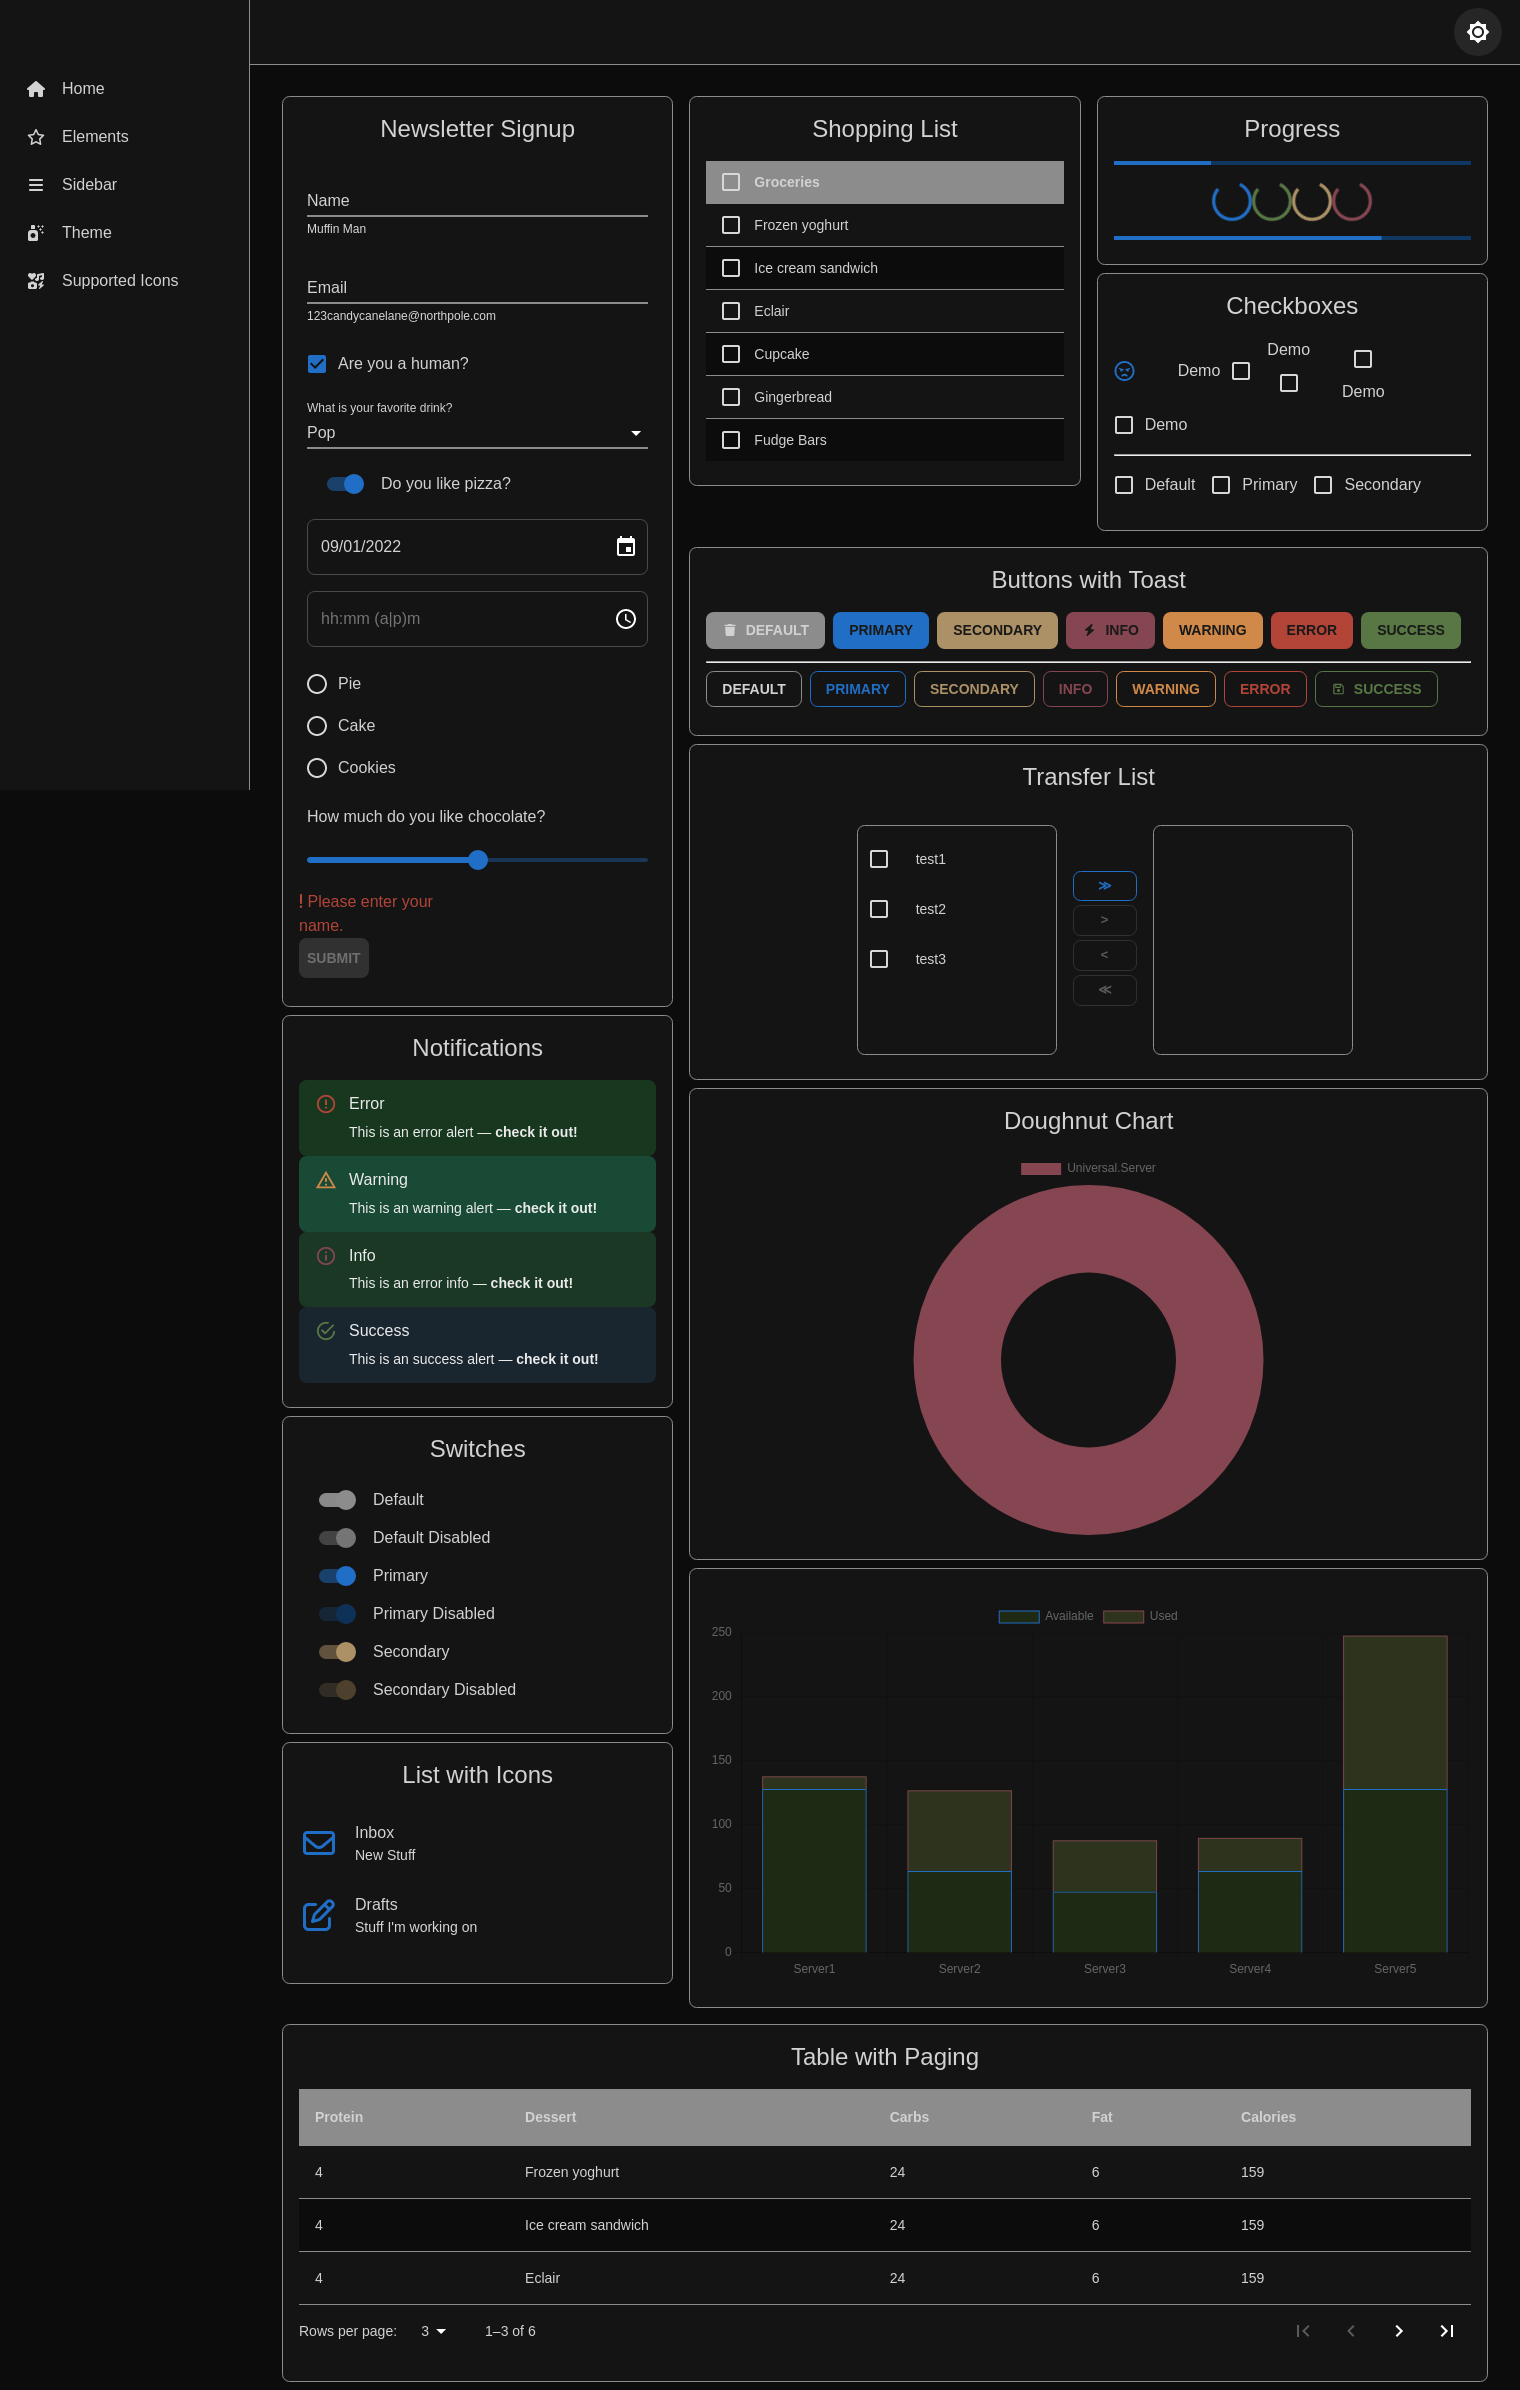 Home
Elements
Sidebar
Theme
Supported Icons
Newsletter Signup
Name
Muffin Man
Email
123candycanelane@northpole.com
Are you a human?
What is your favorite drink?
Pop
Do you like pizza?
09/01/2022
hh:mm (a|p)m
Pie
Cake
Cookies
How much do you like chocolate?
! Please enter your
name.
SUBMIT
Notifications
Error
This is an error alert — check it out!
Warning
This is an warning alert — check it out!
Info
This is an error info — check it out!
Success
This is an success alert — check it out!
Switches
Default
Default Disabled
Primary
Primary Disabled
Secondary
Secondary Disabled
List with Icons
Inbox
New Stuff
Drafts
Stuff I'm working on
Shopping List
Groceries
Frozen yoghurt
Ice cream sandwich
Eclair
Cupcake
Gingerbread
Fudge Bars
Progress
Checkboxes
Demo
Demo
Demo
Demo
Default Primary Secondary
Buttons with Toast
DEFAULT PRIMARY SECONDARY INFO WARNING ERROR SUCCESS
DEFAULT PRIMARY SECONDARY INFO WARNING ERROR SUCCESS
Transfer List
test1
test2
test3
≫
>
<
≪
Doughnut Chart
Universal.Server
Available Used
250
200
150
100
50
0
Server1 Server2 Server3 Server4 Server5
Table with Paging
Protein Dessert Carbs Fat Calories
4 Frozen yoghurt 24 6 159
4 Ice cream sandwich 24 6 159
4 Eclair 24 6 159
Rows per page: 3 1–3 of 6